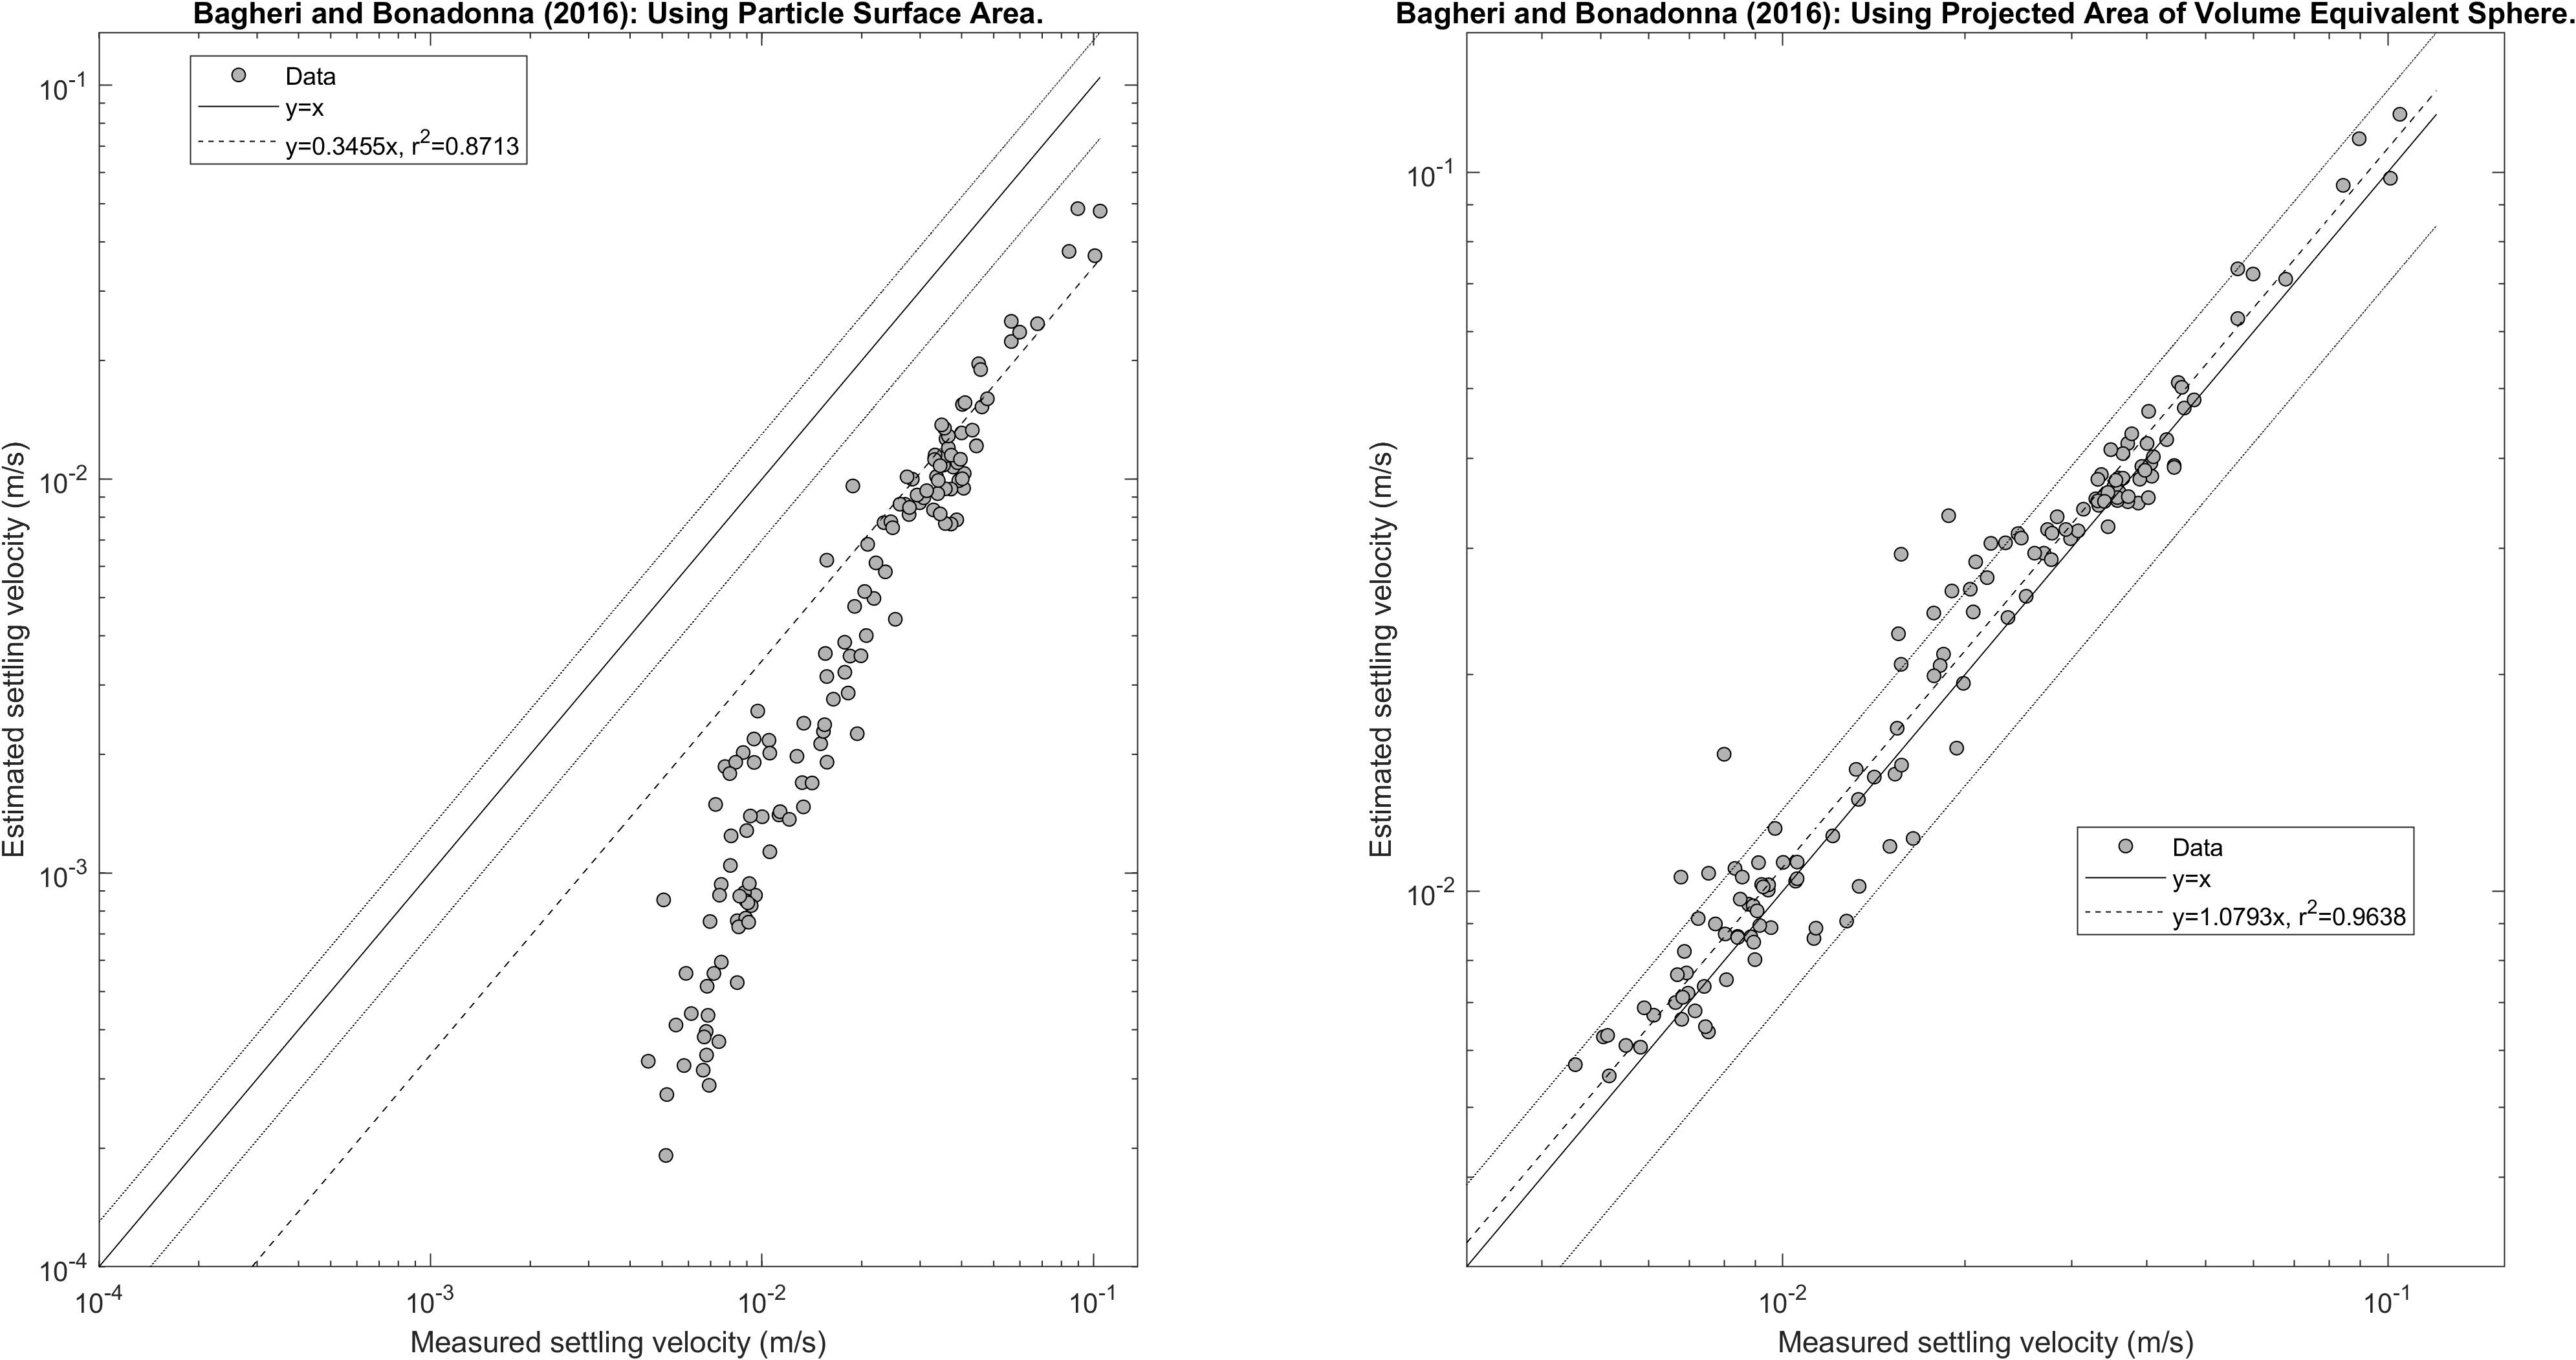 Bagheri and Bonadonna (2016): Using Particle Surface Area.
Data
y=x
y=0.3455x, r²=0.8713
Estimated settling velocity (m/s)
10⁻¹
10⁻²
10⁻³
10⁻⁴
10⁻⁴ 10⁻³ 10⁻² 10⁻¹
Measured settling velocity (m/s)
Bagheri and Bonadonna (2016): Using Projected Area of Volume Equivalent Sphere.
Estimated settling velocity (m/s)
10⁻¹
10⁻²
Data
y=x
y=1.0793x, r²=0.9638
10⁻² 10⁻¹
Measured settling velocity (m/s)